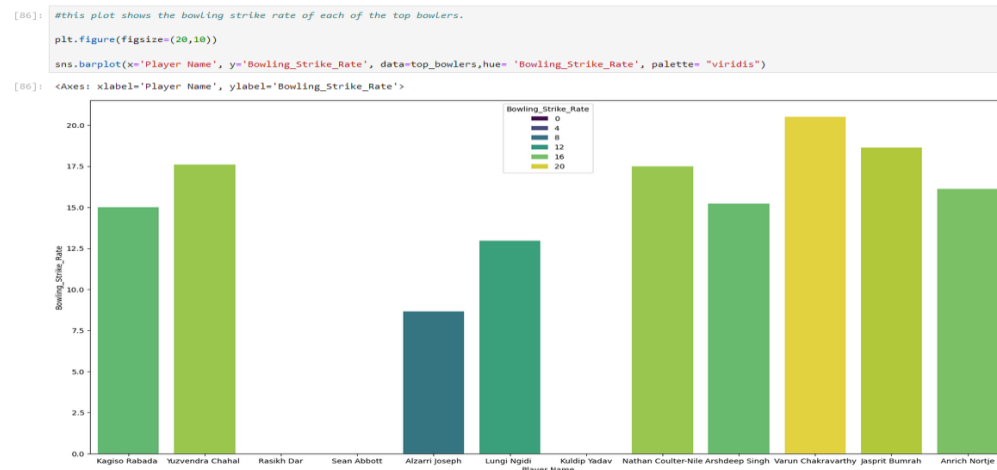 [86]: #this plot shows the bowling strike rate of each of the top bowlers.
plt.figure(figsize=(20,10))
sns.barplot(x='Player Name', y='Bowling_Strike_Rate', data=top_bowlers,hue= 'Bowling_Strike_Rate', palette= "viridis")
[86]: <Axes: xlabel='Player Name', ylabel='Bowling_Strike_Rate'>
Bowling_Strike_Rate
0
4
8
12
16
20
20.0
17.5
15.0
12.5
10.0
7.5
5.0
2.5
0.0
Bowling_Strike_Rate
Kagiso Rabada Yuzvendra Chahal Rasikh Dar Sean Abbott Alzarri Joseph Lungi Ngidi Kuldip Yadav Nathan Coulter-Nile Arshdeep Singh Varun Chakravarthy Jasprit Bumrah Anrich Nortje
Player Name